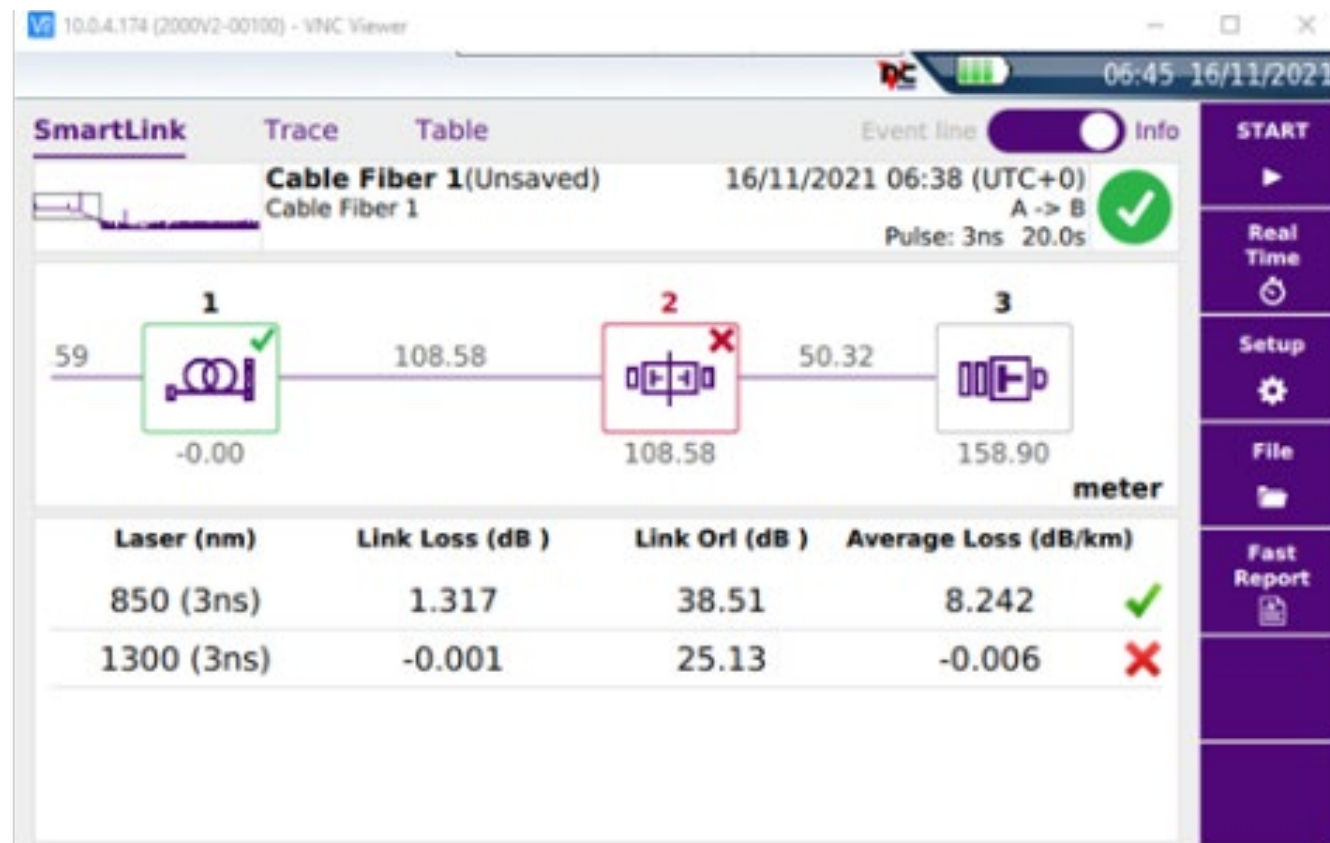 10.0.4.174 (2000V2-00100) - VNC Viewer
06:45 16/11/2021
SmartLink Trace Table Event line Info
Cable Fiber 1(Unsaved) 16/11/2021 06:38 (UTC+0)
Cable Fiber 1 A -> B
Pulse: 3ns 20.0s
1 2 3
59 108.58 50.32
-0.00 108.58 158.90
meter
Laser (nm) Link Loss (dB ) Link Orl (dB ) Average Loss (dB/km)
850 (3ns) 1.317 38.51 8.242
1300 (3ns) -0.001 25.13 -0.006
START
Real
Time
Setup
File
Fast
Report